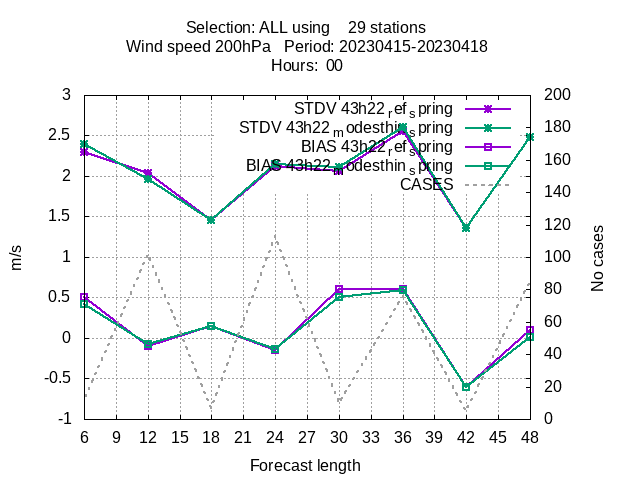 Selection: ALL using 29 stations
Wind speed 200hPa Period: 20230415-20230418
Hours: 00
3 200
STDV 43h22_ref_spring
STDV 43h22_modesthin_spring
BIAS 43h22_ref_spring
BIAS 43h22_modesthin_spring
CASES
2.5 180
2 160
1.5 140
1 120
0.5 100
0 80
-0.5 60
-1 40
20
0
m/s
No cases
6 9 12 15 18 21 24 27 30 33 36 39 42 45 48
Forecast length